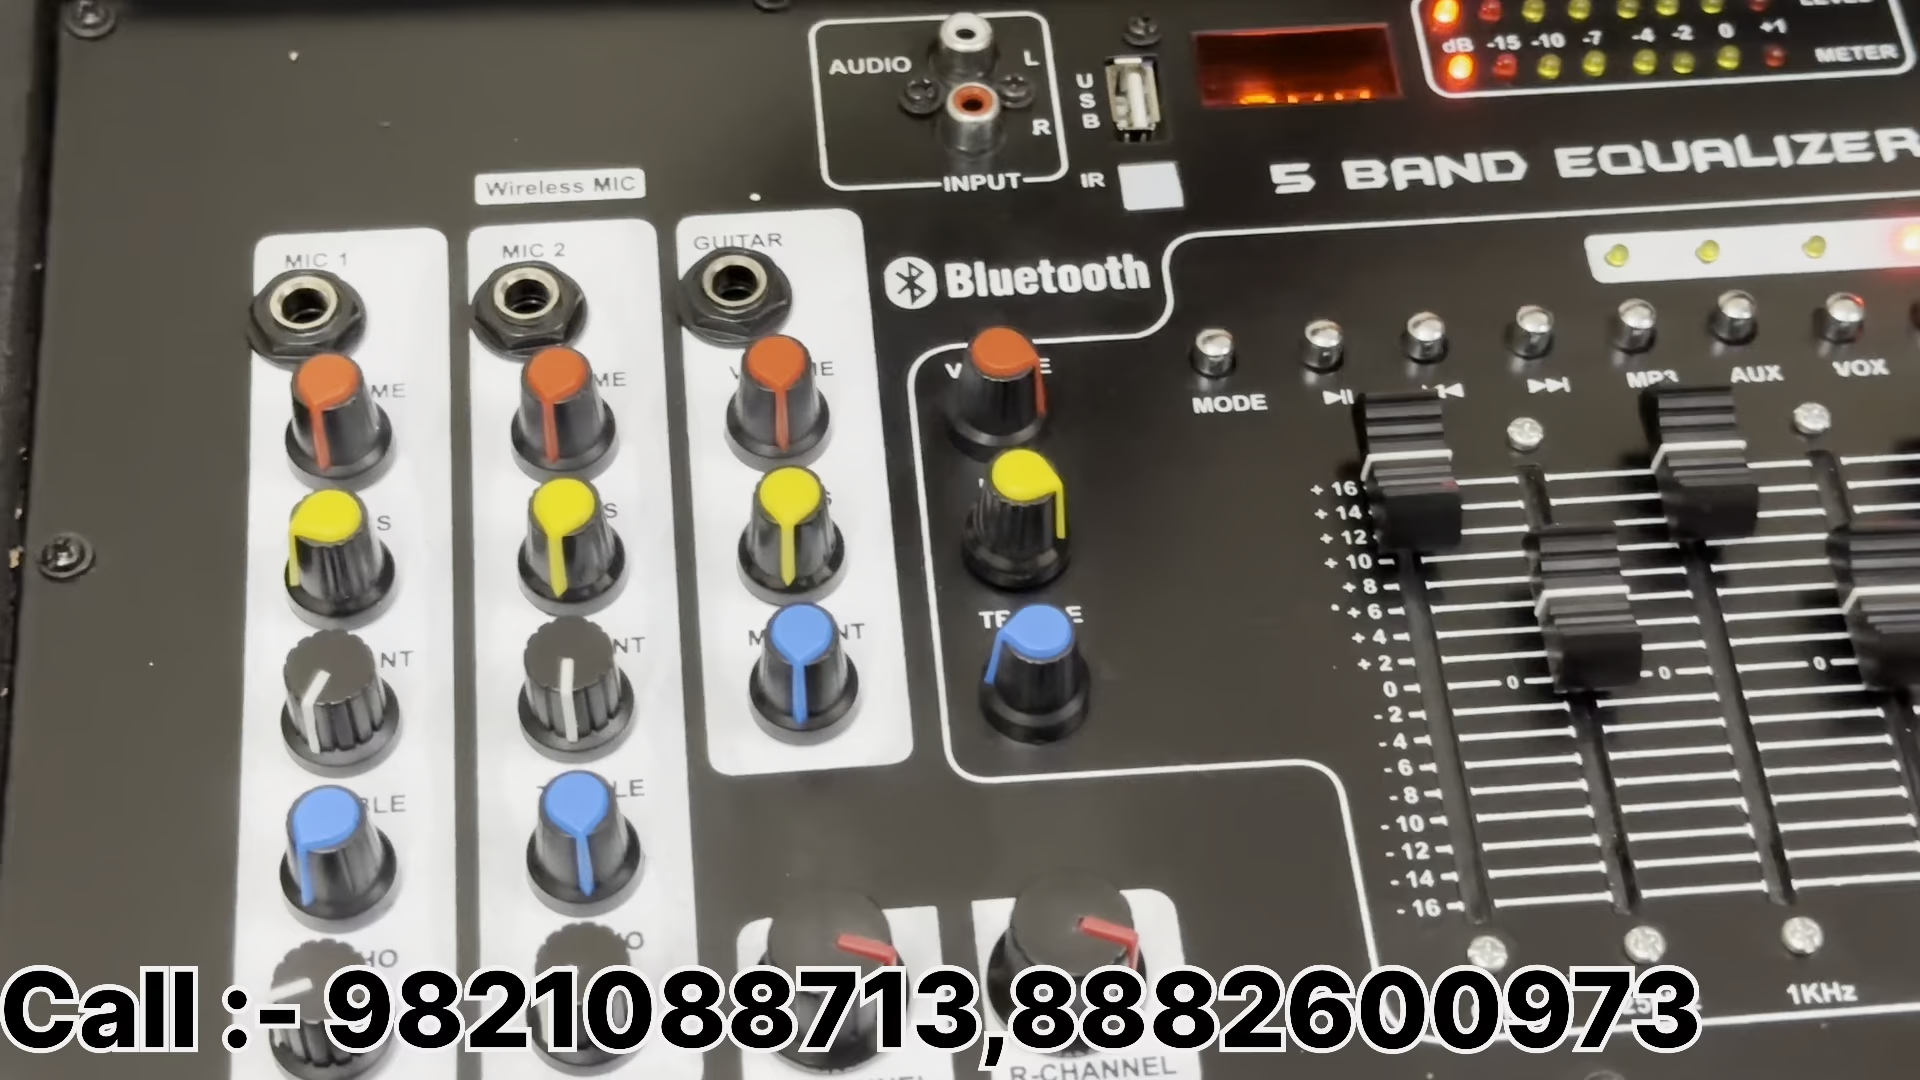 LEVEL
dB -15 -10 -7 -4 -2 0 +1
METER
AUDIO
L
R
INPUT
USB
IR
5 BAND EQUALIZER
Wireless MIC
MIC 1
MIC 2
GUITAR
Bluetooth
MODE
MP3
AUX
VOX
+ 16
+ 14
+ 12
+ 10
+ 8
+ 6
+ 4
+ 2
0
0
0
0
- 2
- 4
- 6
- 8
- 10
- 12
- 14
- 16
1KHz
R-CHANNEL
Call :- 9821088713,8882600973